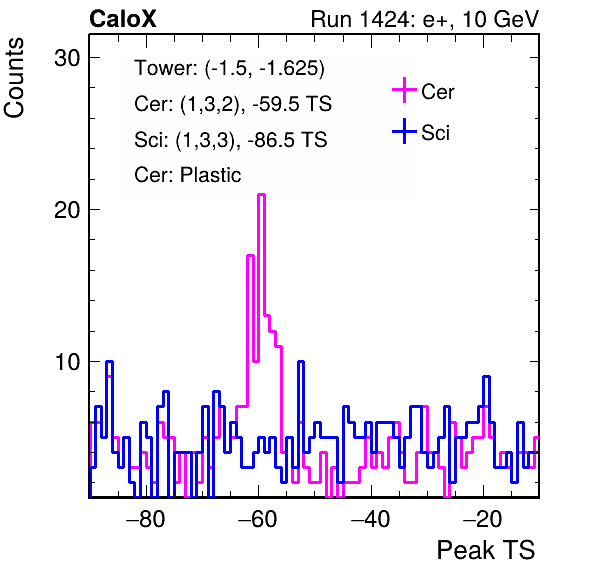 CaloX Run 1424: e+, 10 GeV
Counts
30
20
10
Tower: (-1.5, -1.625)
Cer: (1,3,2), -59.5 TS
Sci: (1,3,3), -86.5 TS
Cer: Plastic
Cer
Sci
−80 −60 −40 −20
Peak TS